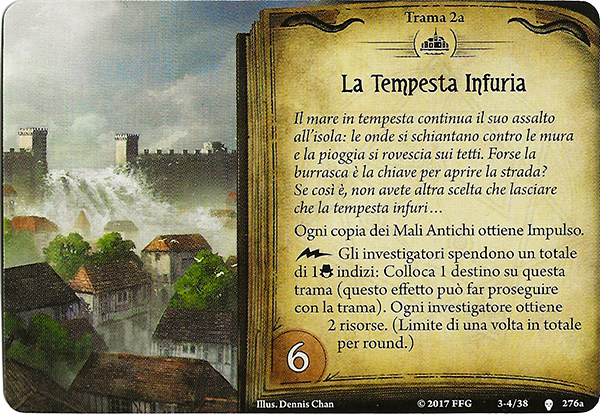 Trama 2a
La Tempesta Infuria
Il mare in tempesta continua il suo assalto
all'isola: le onde si schiantano contro le mura
e la pioggia si rovescia sui tetti. Forse la
burrasca è la chiave per aprire la strada?
Se così è, non avete altra scelta che lasciare
che la tempesta infuri…
Ogni copia dei Mali Antichi ottiene Impulso.
Gli investigatori spendono un totale
di 1 indizi: Colloca 1 destino su questa
trama (questo effetto può far proseguire
con la trama). Ogni investigatore ottiene
2 risorse. (Limite di una volta in totale
per round.)
6
Illus. Dennis Chan © 2017 FFG 3-4/38 276a